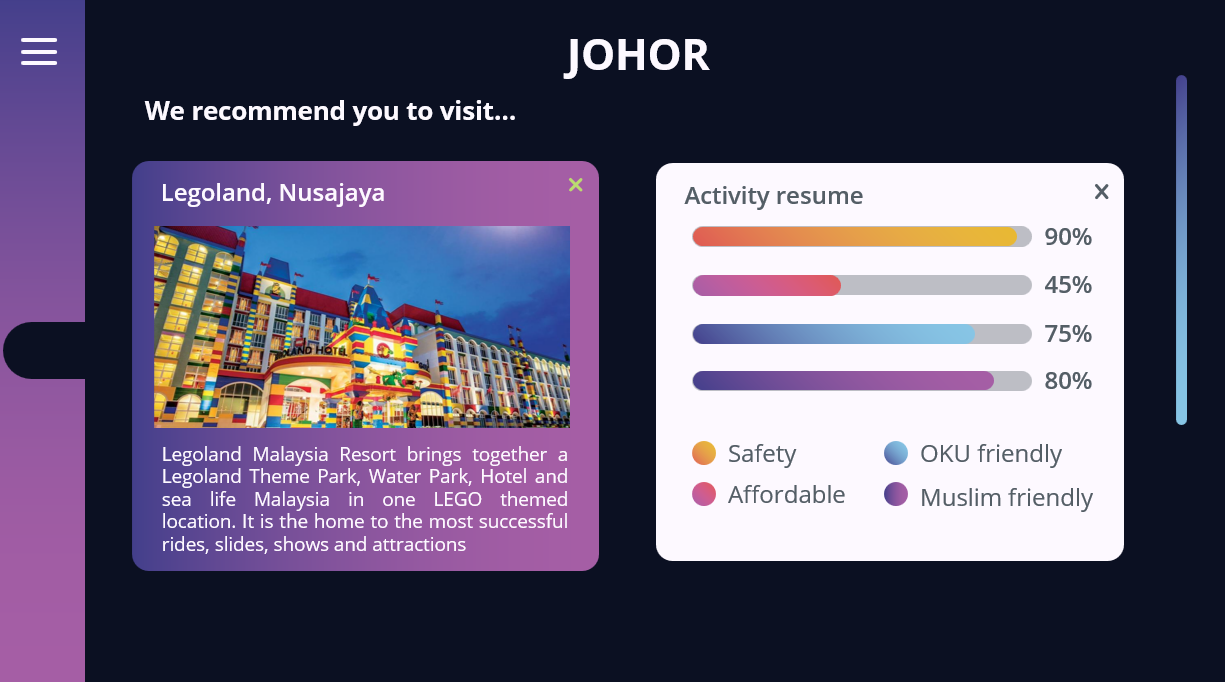 JOHOR
We recommend you to visit...
Legoland, Nusajaya
HOTEL
Legoland Malaysia Resort brings together a
Legoland Theme Park, Water Park, Hotel and
sea life Malaysia in one LEGO themed
location. It is the home to the most successful
rides, slides, shows and attractions
Activity resume
90%
45%
75%
80%
Safety
OKU friendly
Affordable
Muslim friendly